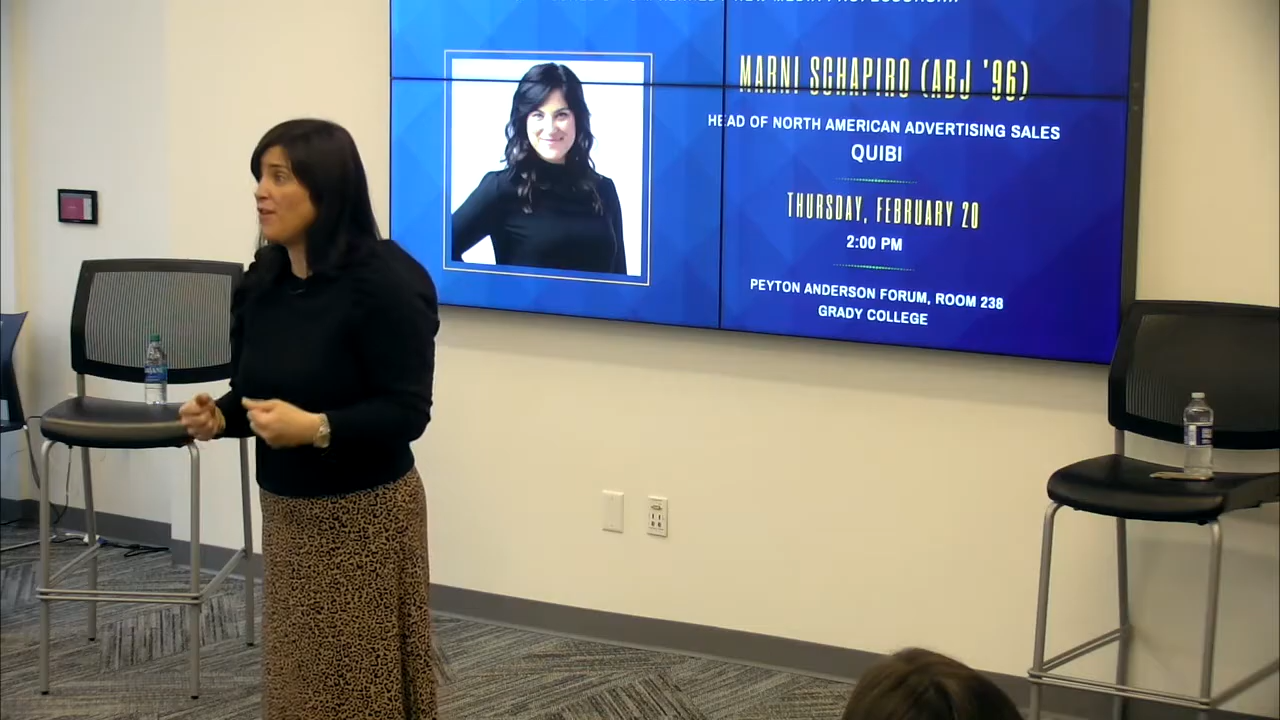 MARNI SCHAPIRO (ABJ '96)
HEAD OF NORTH AMERICAN ADVERTISING SALES
QUIBI
THURSDAY, FEBRUARY 20
2:00 PM
PEYTON ANDERSON FORUM, ROOM 238
GRADY COLLEGE